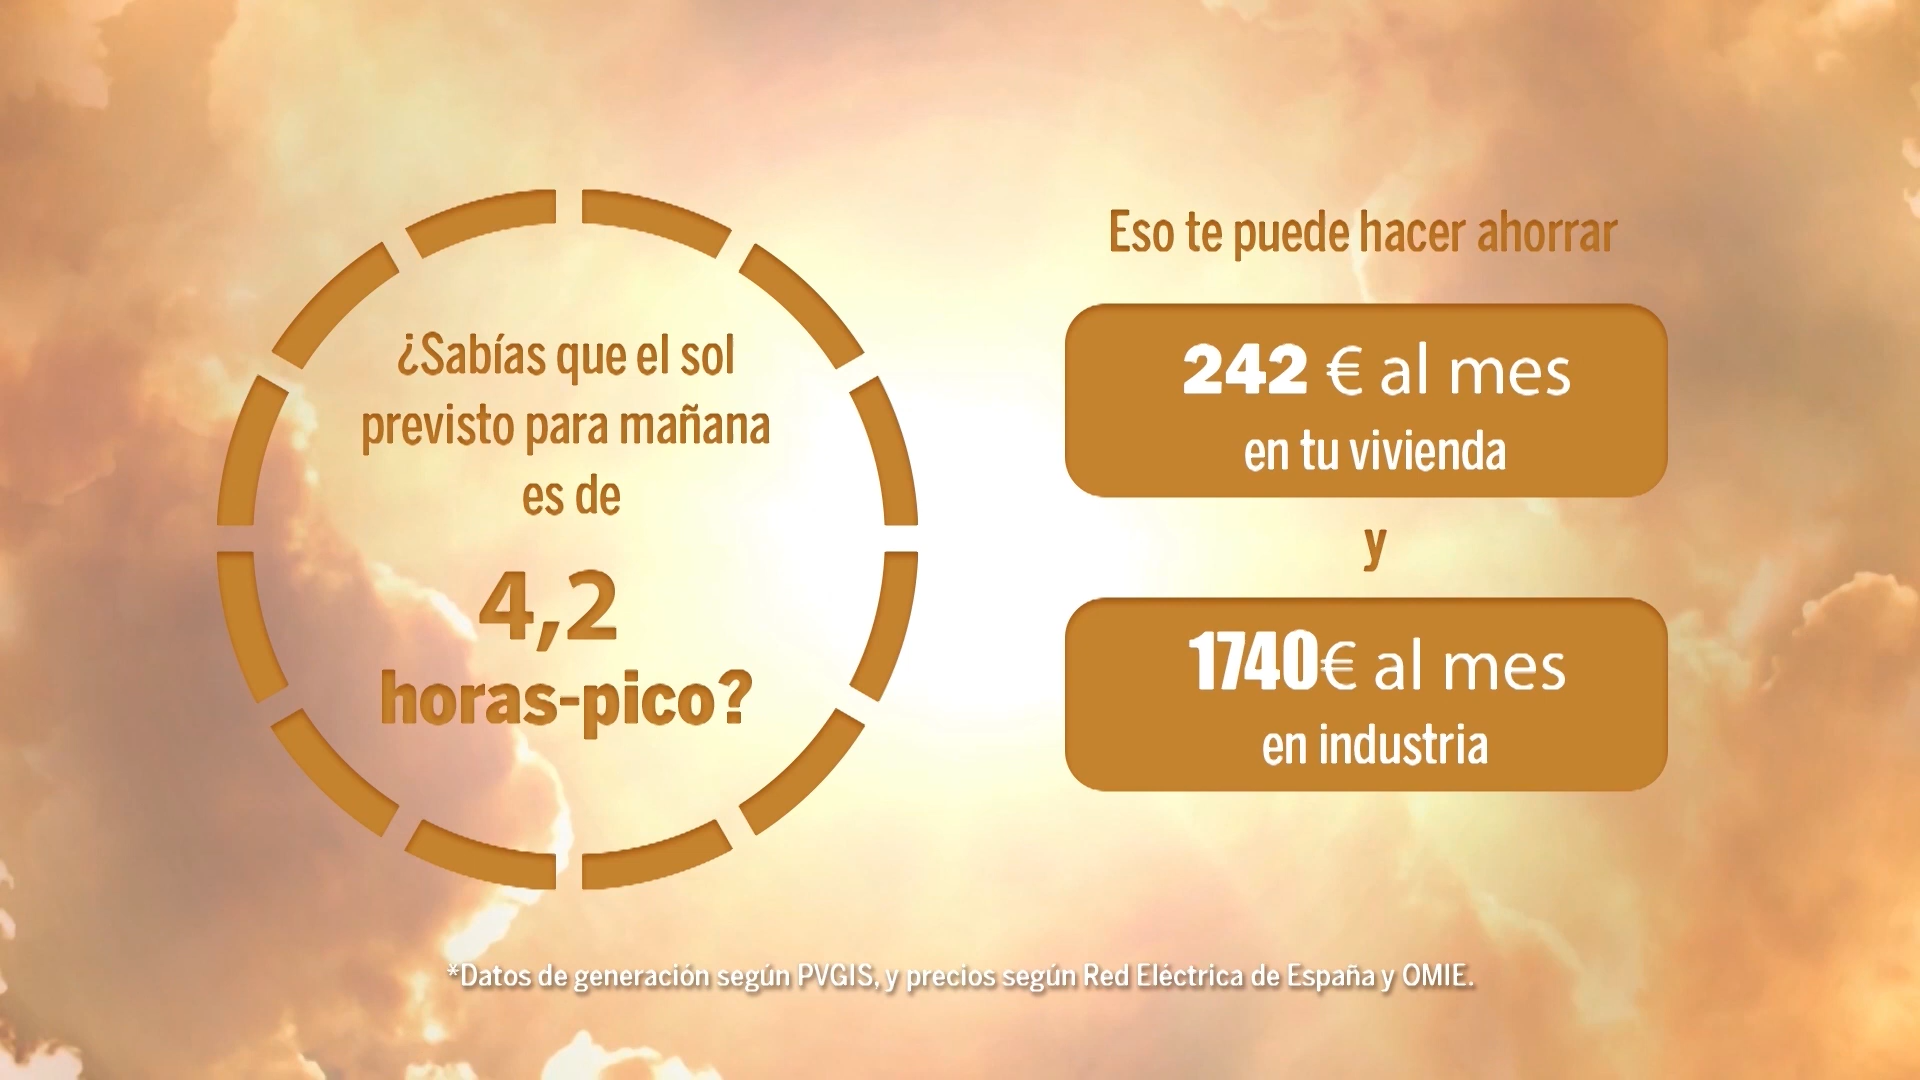 ¿Sabías que el sol
previsto para mañana
es de
4,2
horas-pico?
Eso te puede hacer ahorrar
242 € al mes
en tu vivienda
y
1740€ al mes
en industria
*Datos de generación según PVGIS, y precios según Red Eléctrica de España y OMIE.